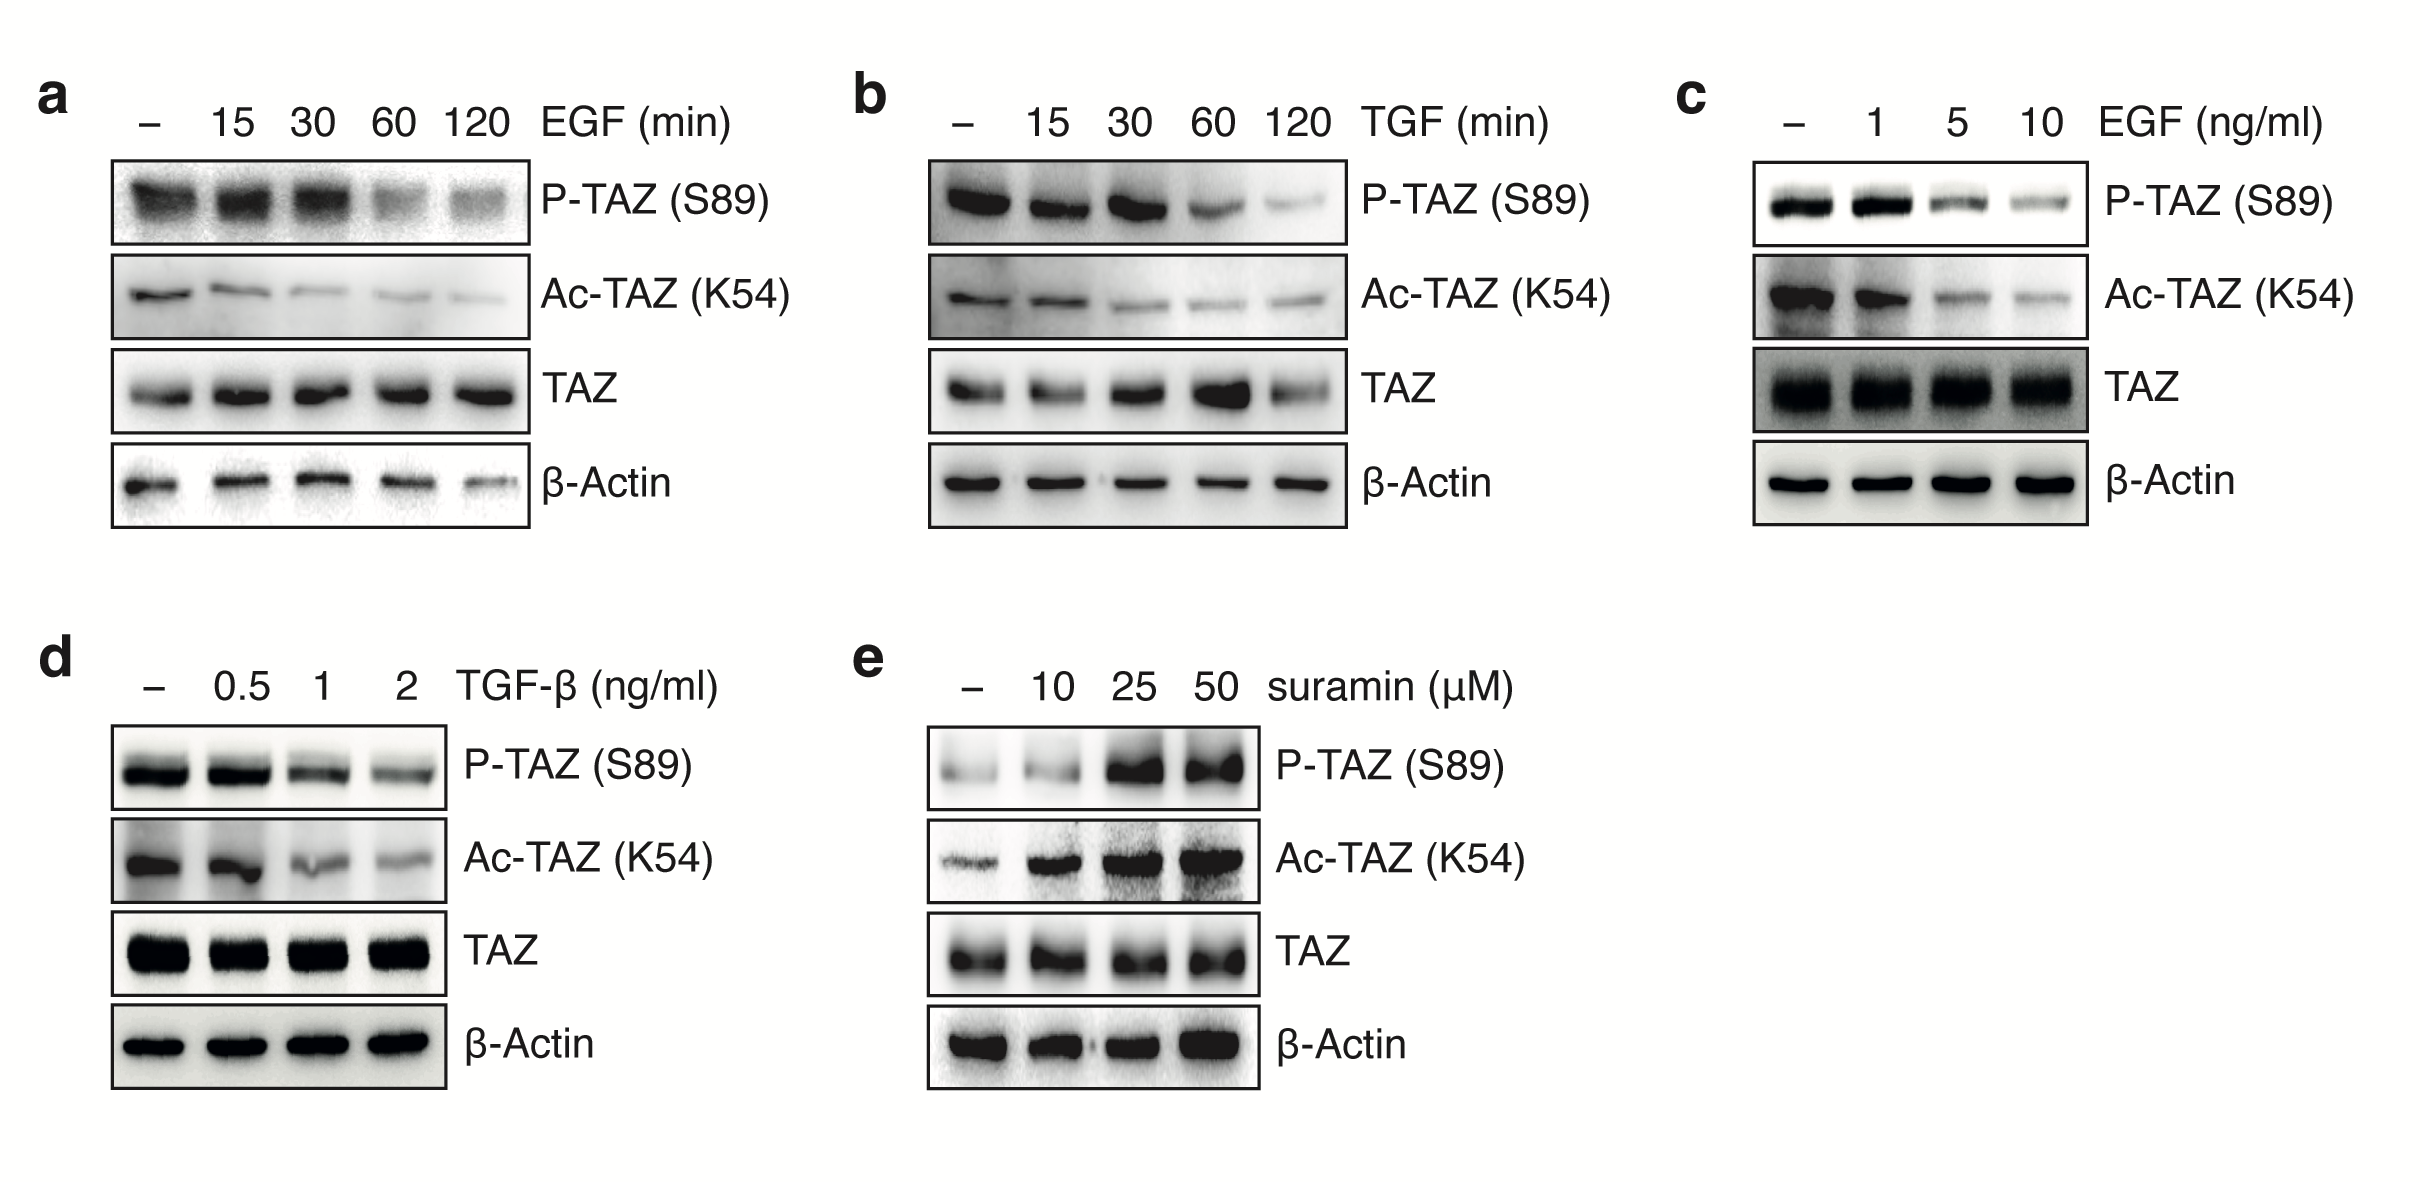 a
– 15 30 60 120 EGF (min)
P-TAZ (S89)
Ac-TAZ (K54)
TAZ
β-Actin
b
– 15 30 60 120 TGF (min)
P-TAZ (S89)
Ac-TAZ (K54)
TAZ
β-Actin
c
– 1 5 10 EGF (ng/ml)
P-TAZ (S89)
Ac-TAZ (K54)
TAZ
β-Actin
d
– 0.5 1 2 TGF-β (ng/ml)
P-TAZ (S89)
Ac-TAZ (K54)
TAZ
β-Actin
e
– 10 25 50 suramin (μM)
P-TAZ (S89)
Ac-TAZ (K54)
TAZ
β-Actin